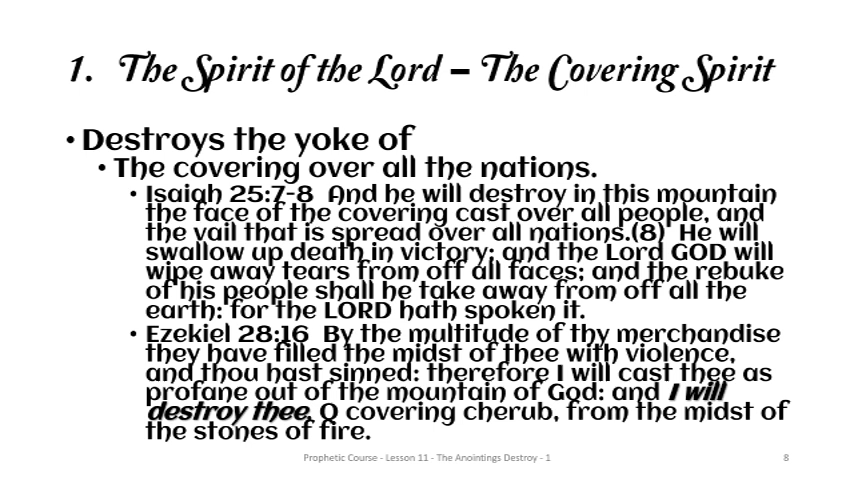 1. The Spirit of the Lord – The Covering Spirit
• Destroys the yoke of
• The covering over all the nations.
• Isaiah 25:7-8 And he will destroy in this mountain
the face of the covering cast over all people, and
the vail that is spread over all nations.(8) He will
swallow up death in victory; and the Lord GOD will
wipe away tears from off all faces; and the rebuke
of his people shall he take away from off all the
earth: for the LORD hath spoken it.
• Ezekiel 28:16 By the multitude of thy merchandise
they have filled the midst of thee with violence,
and thou hast sinned: therefore I will cast thee as
profane out of the mountain of God: and I will
destroy thee, O covering cherub, from the midst of
the stones of fire.
Prophetic Course - Lesson 11 - The Anointings Destroy - 1
8